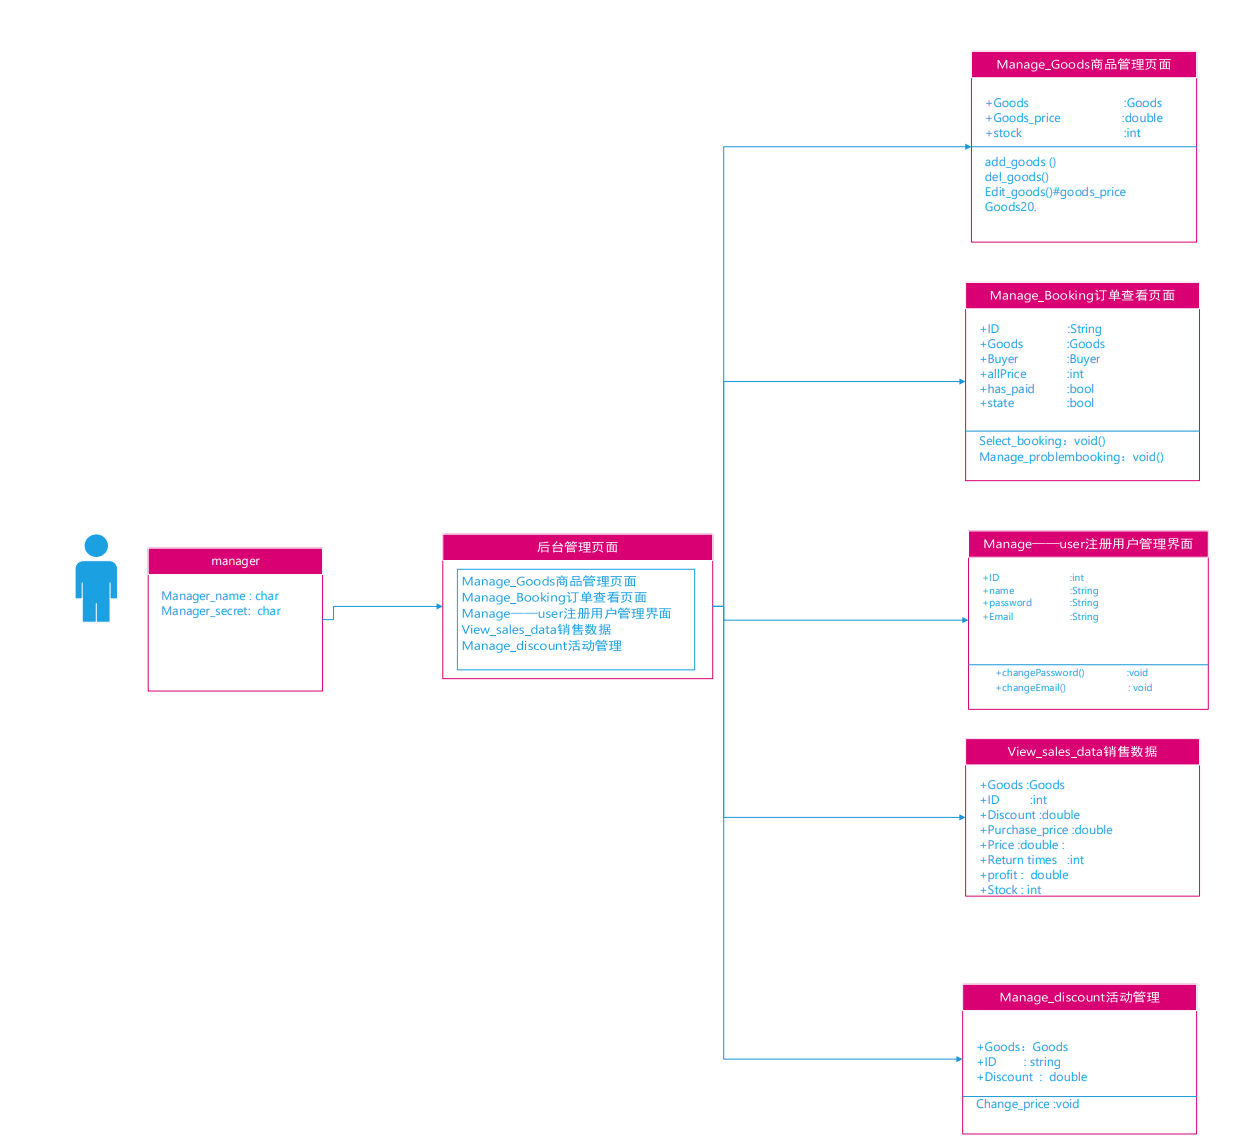 Manage_Goods商品管理页面
+Goods :Goods
+Goods_price :double
+stock :int
add_goods ()
del_goods()
Edit_goods()#goods_price
Goods20.
Manage_Booking订单查看页面
+ID :String
+Goods :Goods
+Buyer :Buyer
+allPrice :int
+has_paid :bool
+state :bool
Select_booking：void()
Manage_problembooking：void()
manager
Manager_name : char
Manager_secret:  char
后台管理页面
Manage_Goods商品管理页面
Manage_Booking订单查看页面
Manage——user注册用户管理界面
View_sales_data销售数据
Manage_discount活动管理
Manage——user注册用户管理界面
+ID :int
+name :String
+password :String
+Email :String
+changePassword() :void
+changeEmail() : void
View_sales_data销售数据
+Goods :Goods
+ID :int
+Discount :double
+Purchase_price :double
+Price :double :
+Return times :int
+profit :  double
+Stock : int
Manage_discount活动管理
+Goods：Goods
+ID : string
+Discount : double
Change_price :void